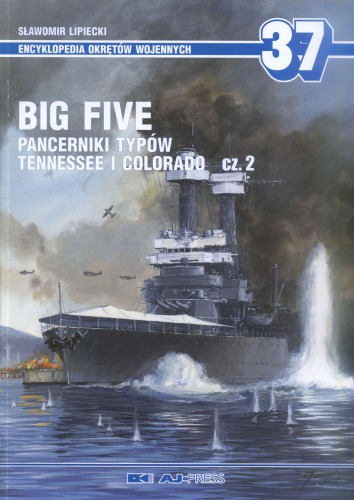 SŁAWOMIR LIPIECKI
ENCYKLOPEDIA OKRĘTÓW WOJENNYCH
37
BIG FIVE
PANCERNIKI TYPÓW
TENNESSEE I COLORADO cz. 2
AJ-PRESS